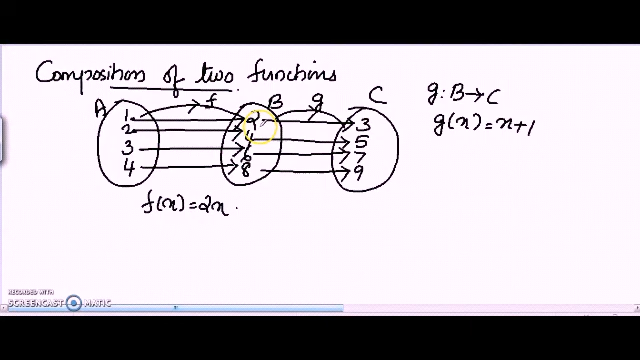 Composition of two functions
A f B g C
1 2 3
2 4 5
3 6 7
4 8 9
f(x)=2x.
g:B→C
g(x)=x+1
RECORDED WITH
SCREENCAST MATIC